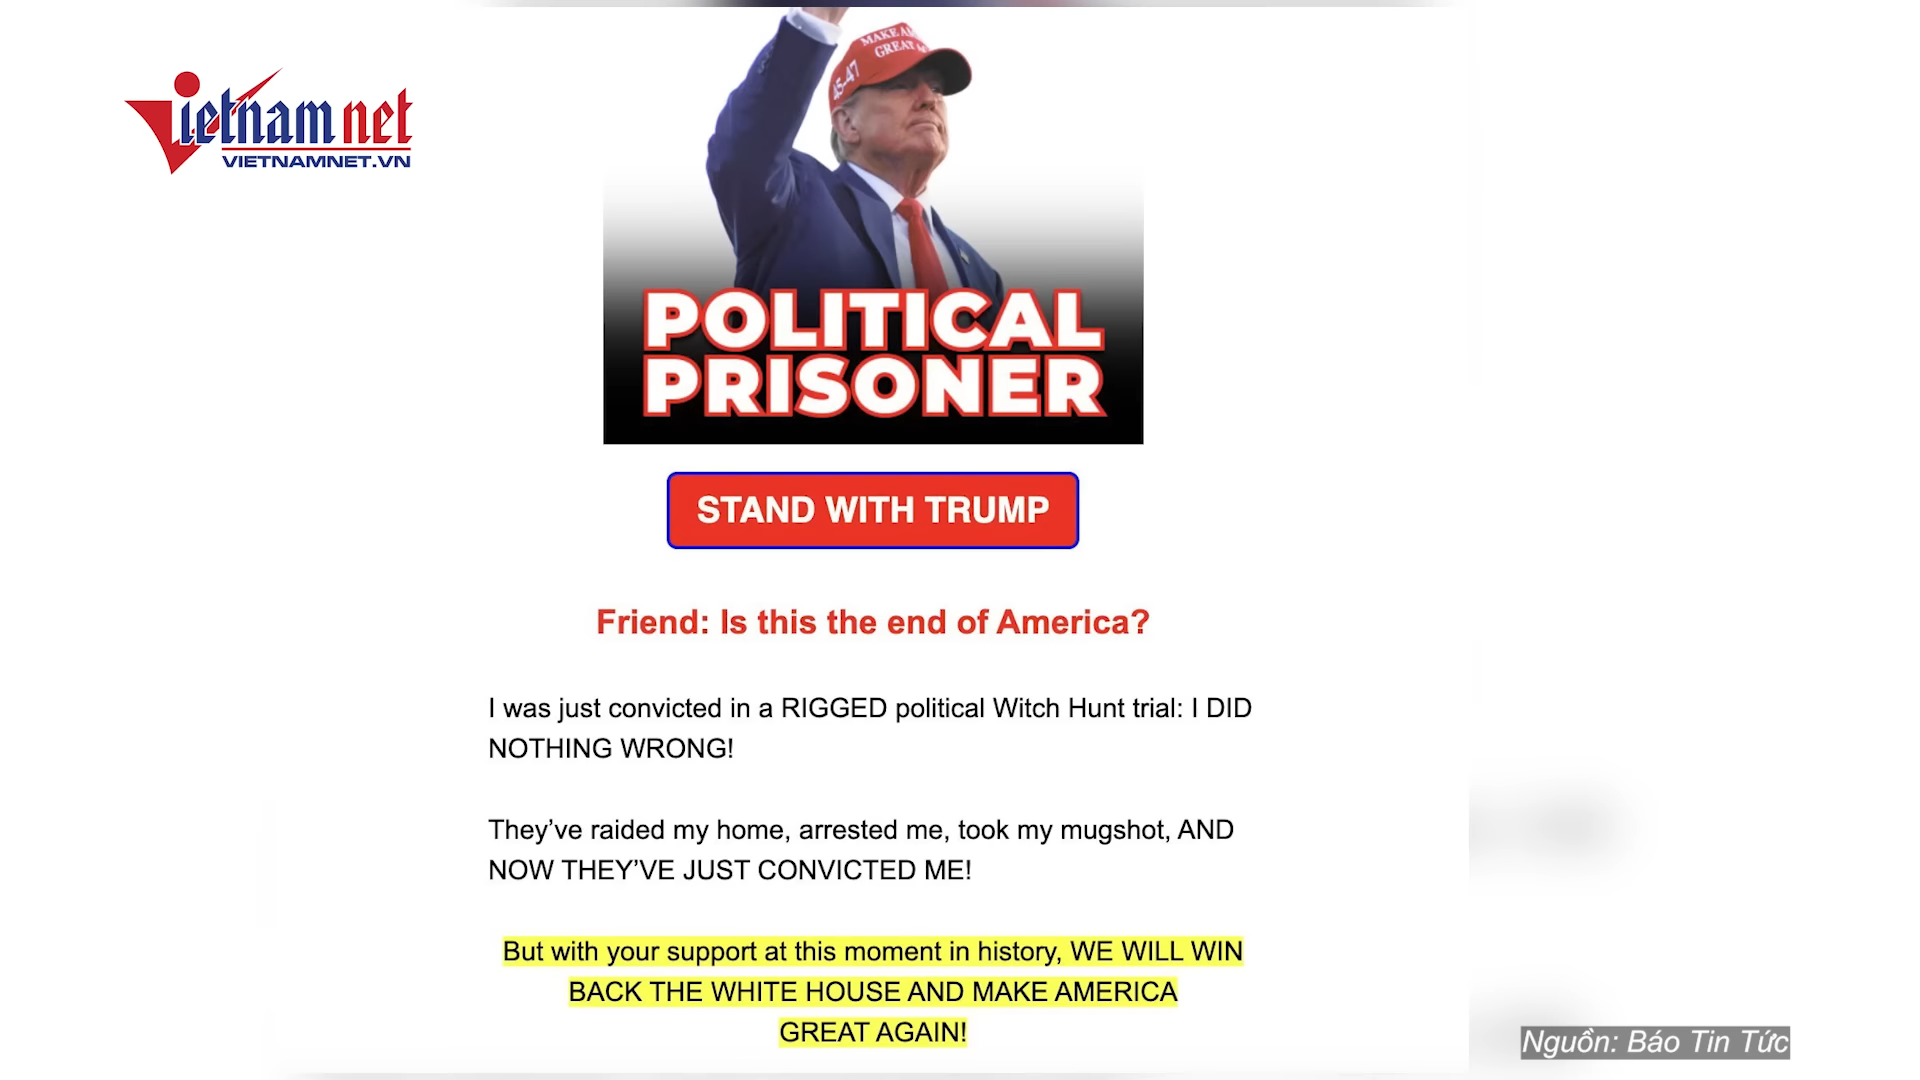 Vietnamnet
VIETNAMNET.VN
MAKE AM
GREAT A
45-47
POLITICAL
PRISONER
STAND WITH TRUMP
Friend: Is this the end of America?
I was just convicted in a RIGGED political Witch Hunt trial: I DID
NOTHING WRONG!
They’ve raided my home, arrested me, took my mugshot, AND
NOW THEY’VE JUST CONVICTED ME!
But with your support at this moment in history, WE WILL WIN
BACK THE WHITE HOUSE AND MAKE AMERICA
GREAT AGAIN!
Nguồn: Báo Tin Tức